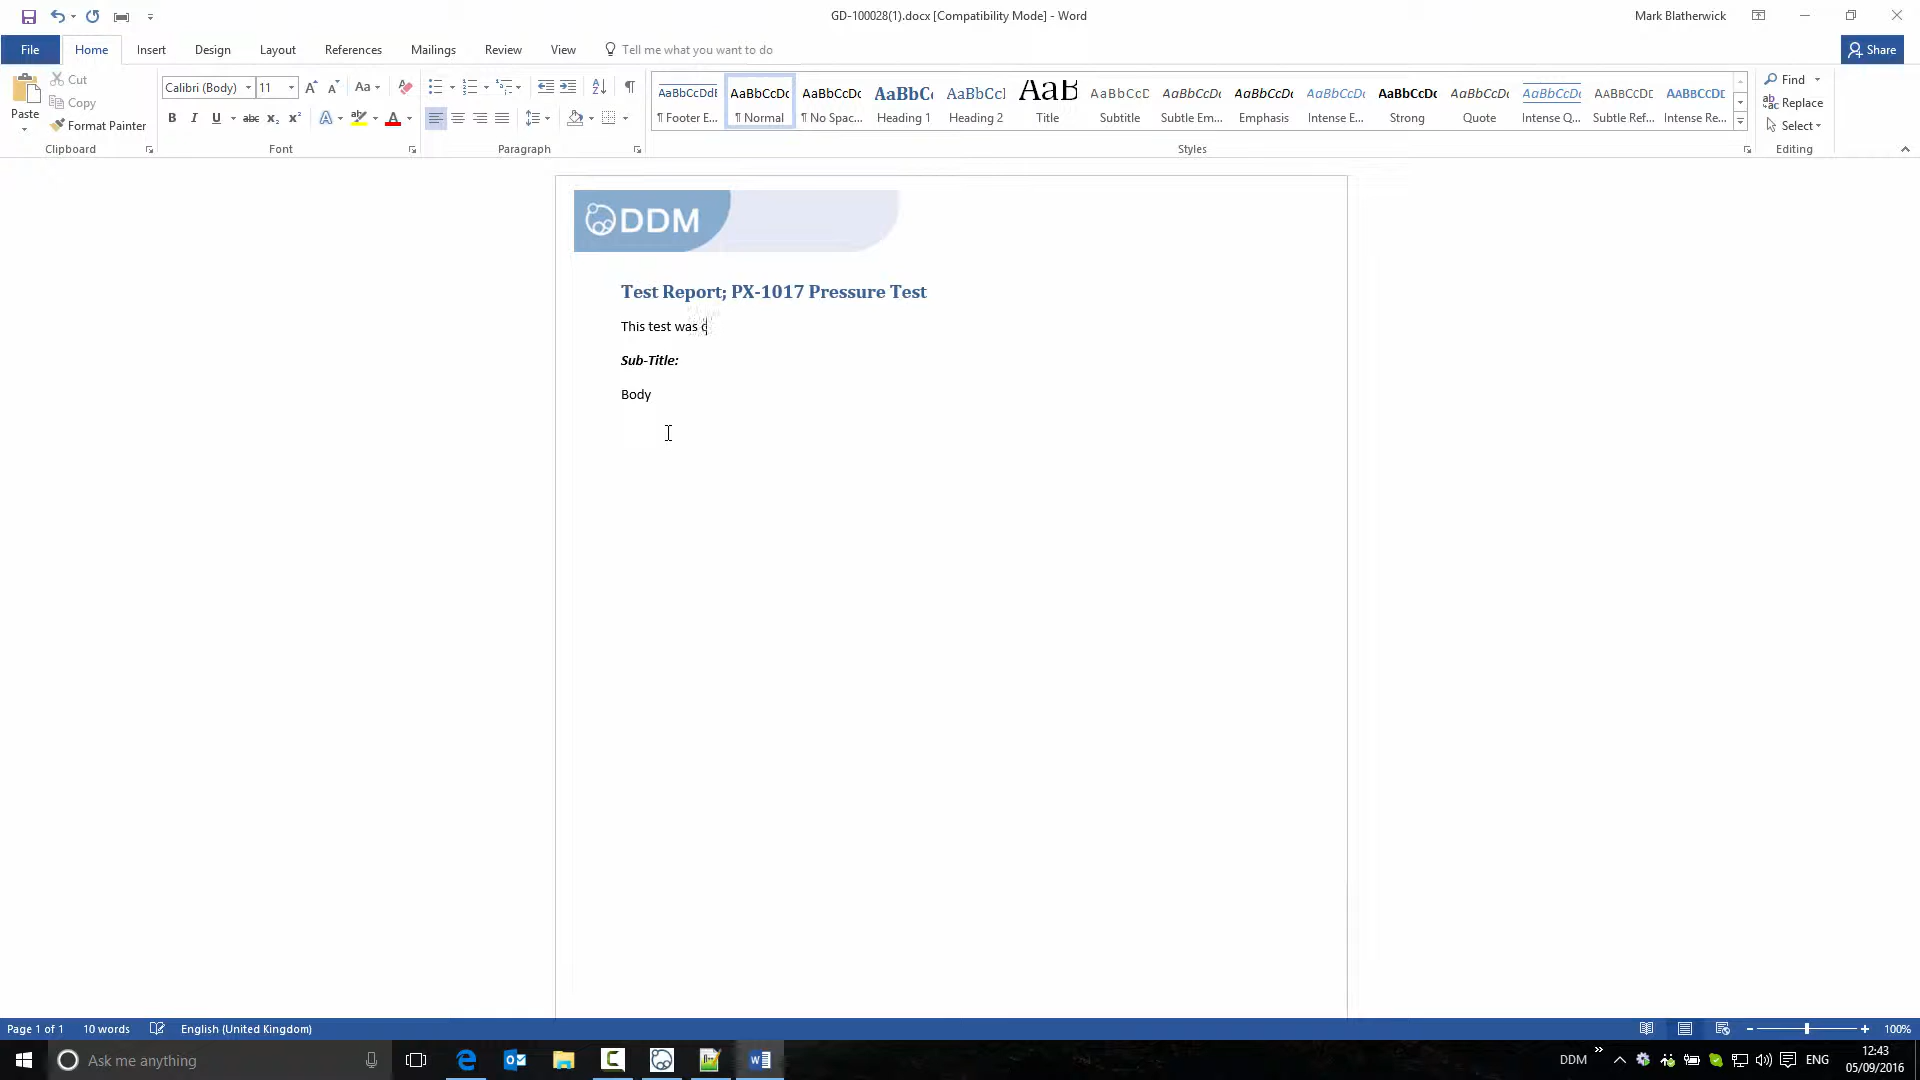 GD-100028(1).docx [Compatibility Mode] - Word
Mark Blatherwick
File Home Insert Design Layout References Mailings Review View Tell me what you want to do Share
Paste
Cut
Copy
Format Painter
Clipboard
Calibri (Body) 11
Font
Paragraph
AaBbCcDdE AaBbCcDc AaBbCcDc AaBbC AaBbCcI AaB AaBbCcD AaBbCcDc AaBbCcDc AaBbCcDc AaBbCcDc AaBbCcDc AaBbCcDc AABBCCDE AABBCCDE
¶ Footer E... ¶ Normal ¶ No Spac... Heading 1 Heading 2 Title Subtitle Subtle Em... Emphasis Intense E... Strong Quote Intense Q... Subtle Ref... Intense Re...
Styles
Find
Replace
Select
Editing
DDM
Test Report; PX-1017 Pressure Test
This test was c
Sub-Title:
Body
Page 1 of 1 10 words English (United Kingdom) 100%
Ask me anything
DDM
ENG
12:43
05/09/2016